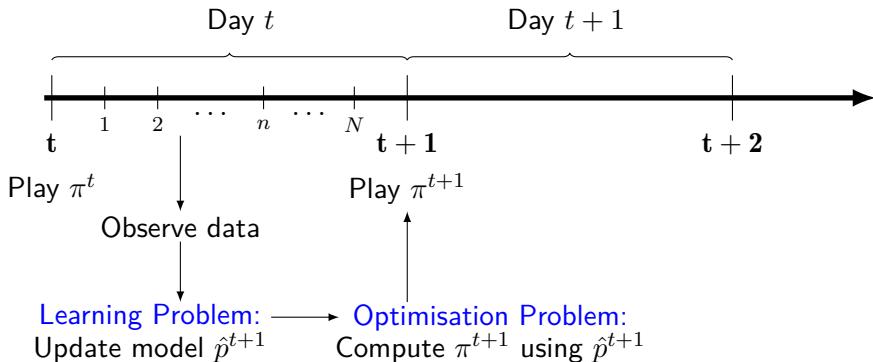 Day t Day t + 1
1 2 ... n ... N
t t + 1 t + 2
Play π^t Play π^{t+1}
Observe data
Learning Problem: Optimisation Problem:
Update model p̂^{t+1} Compute π^{t+1} using p̂^{t+1}